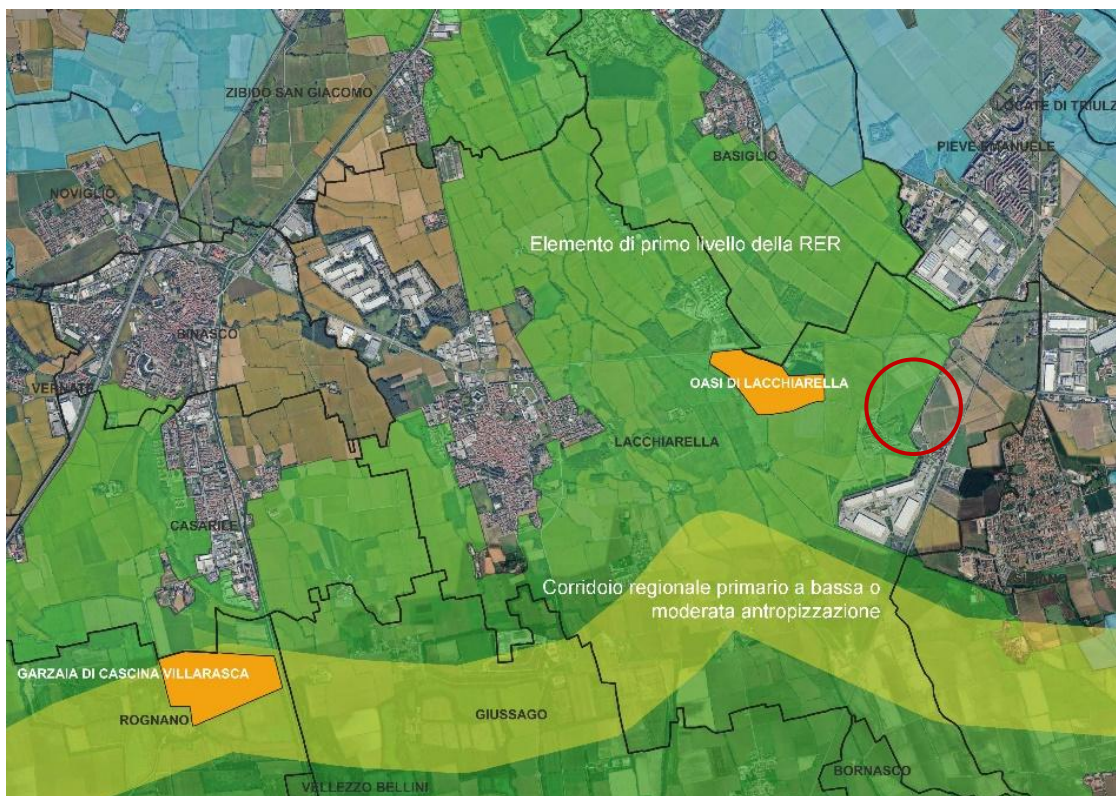 ZIBIDO SAN GIACOMO
LOCATE DI TRIULZ
PIEVE EMANUELE
BASIGLIO
NOVIGLIO
Elemento di primo livello della RER
BINASCO
VERNATE
OASI DI LACCHIARELLA
LACCHIARELLA
CASARILE
Corridoio regionale primario a bassa o
moderata antropizzazione
GARZAIA DI CASCINA VILLARASCA
ROGNANO
GIUSSAGO
BORNASCO
VELLEZZO BELLINI